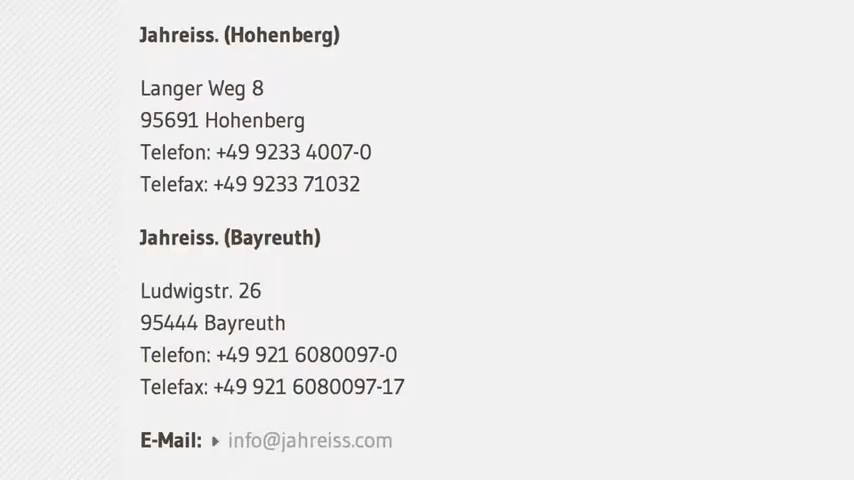 Jahreiss. (Hohenberg)
Langer Weg 8
95691 Hohenberg
Telefon: +49 9233 4007-0
Telefax: +49 9233 71032
Jahreiss. (Bayreuth)
Ludwigstr. 26
95444 Bayreuth
Telefon: +49 921 6080097-0
Telefax: +49 921 6080097-17
E-Mail: info@jahreiss.com